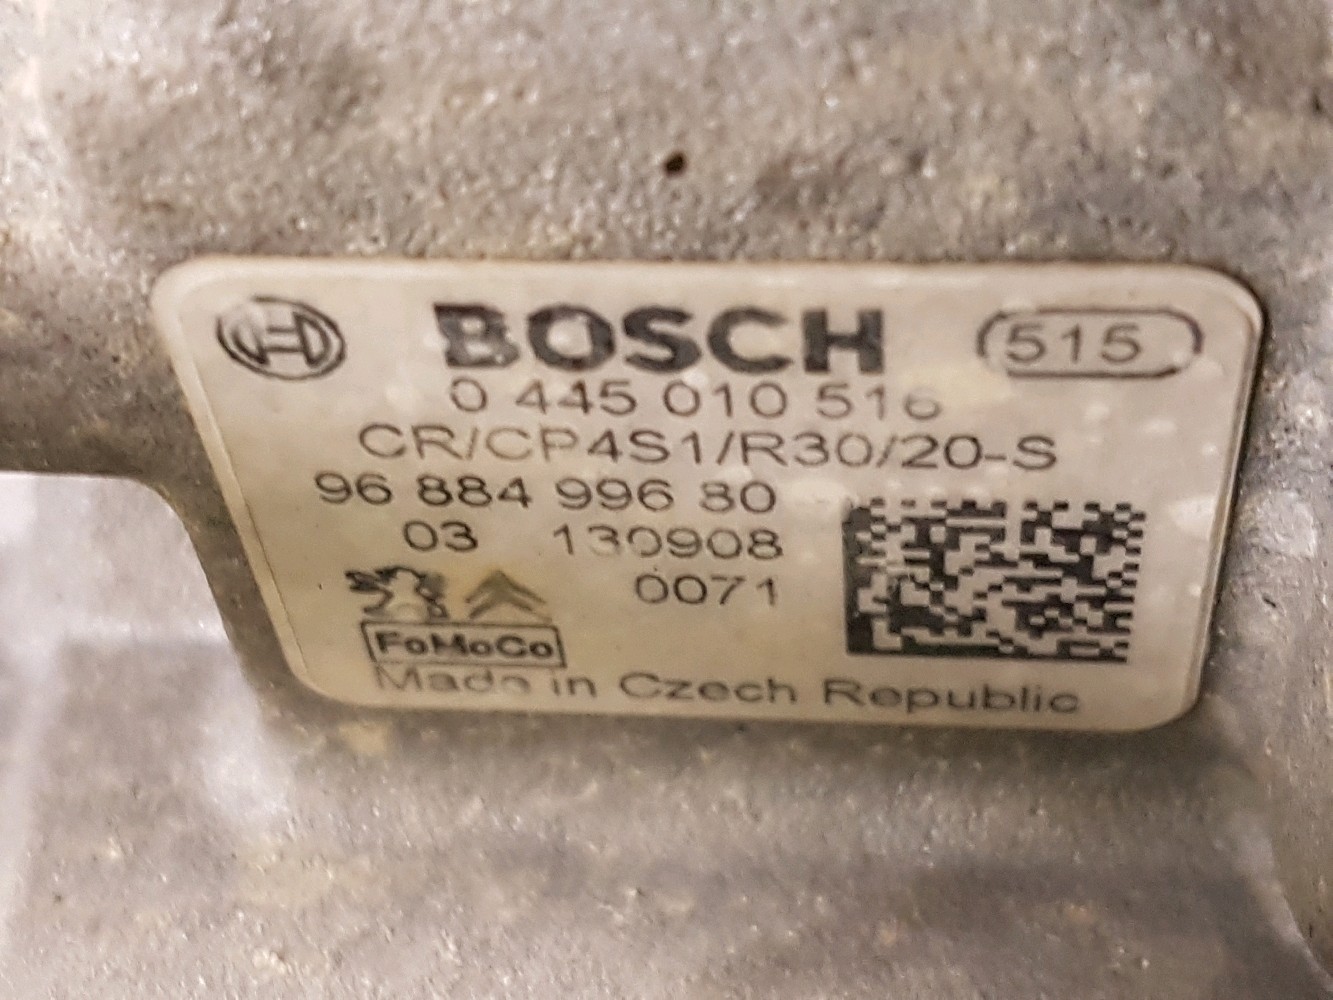 BOSCH 515
0 445 010 516
CR/CP4S1/R30/20-S
96 884 996 80
03 130908
0071
FoMoCo
Made in Czech Republic